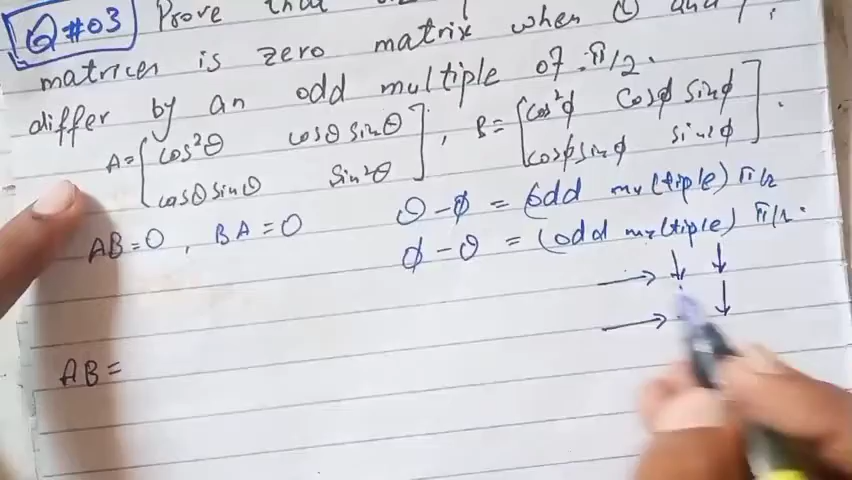 Q#03 Prove that
matrices is zero matrix when θ and
differ by an odd multiple of π/2.
A=[cos²θ cosθ sinθ], B=[cos²ϕ Cosϕ sinϕ].
cosθ sinθ sin²θ cosϕ sinϕ sin²ϕ
AB=0, BA=0 θ-ϕ = (odd multiple) π/2
ϕ-θ = (odd multiple) π/2.
AB=